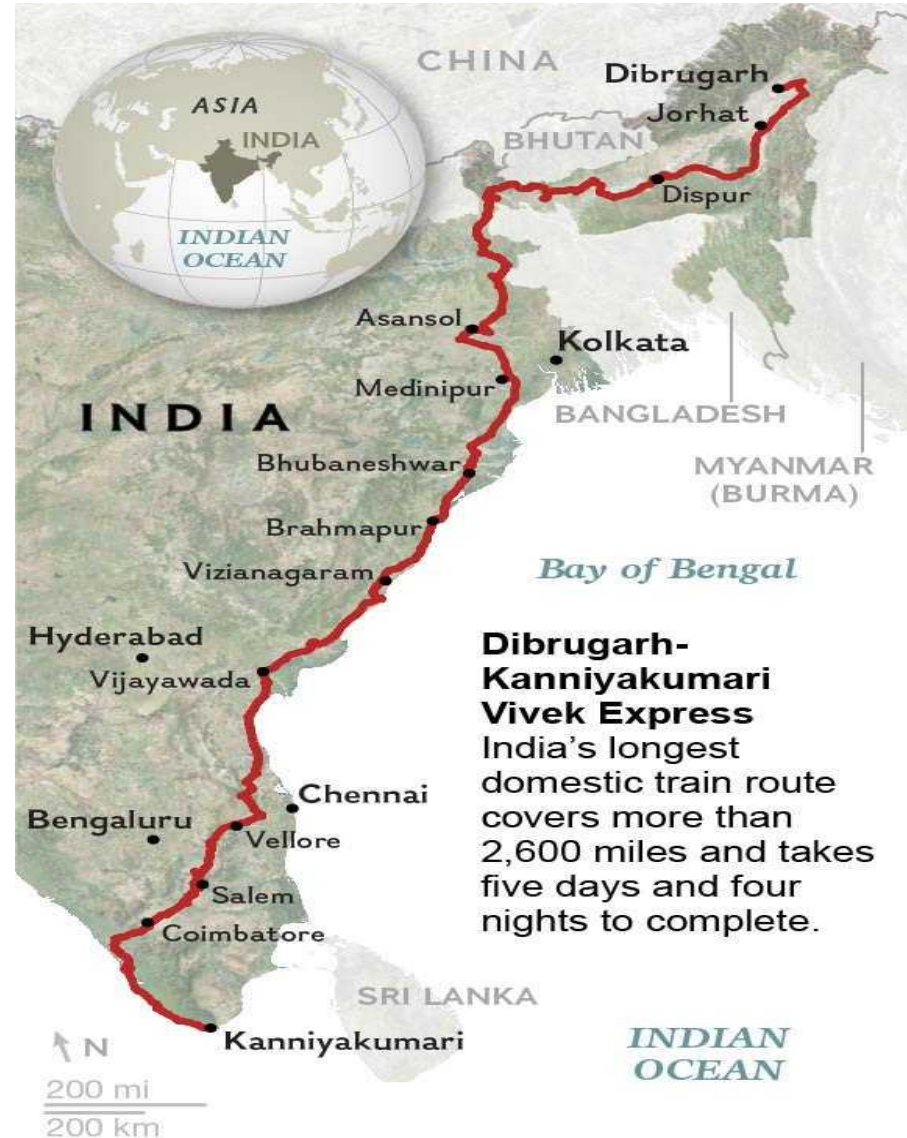 CHINA
Dibrugarh
ASIA
Jorhat
INDIA
BHUTAN
Dispur
INDIAN
OCEAN
Asansol
Kolkata
Medinipur
INDIA
BANGLADESH
Bhubaneshwar
MYANMAR
(BURMA)
Brahmapur
Vizianagaram
Bay of Bengal
Hyderabad
Vijayawada
Dibrugarh-
Kanniyakumari
Vivek Express
India's longest
domestic train route
covers more than
2,600 miles and takes
five days and four
nights to complete.
Chennai
Bengaluru
Vellore
Salem
Coimbatore
SRI LANKA
Kanniyakumari
INDIAN
OCEAN
N
200 mi
200 km